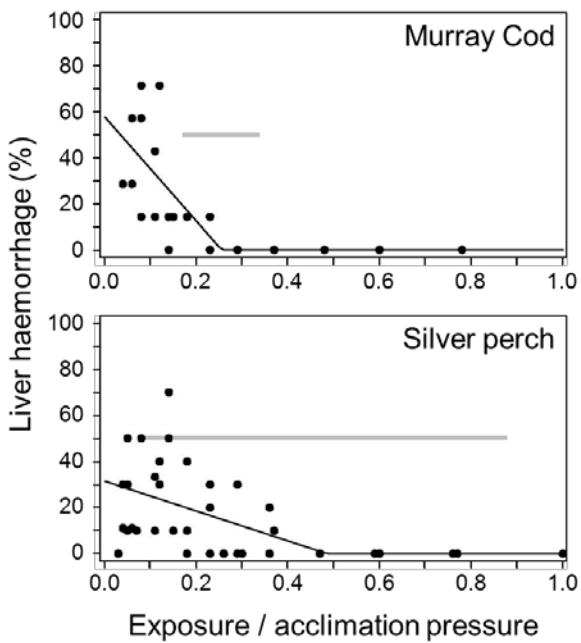 100
Murray Cod
80
60
40
20
0
0.0 0.2 0.4 0.6 0.8 1.0
Liver haemorrhage (%)
100
Silver perch
80
60
40
20
0
0.0 0.2 0.4 0.6 0.8 1.0
Exposure / acclimation pressure